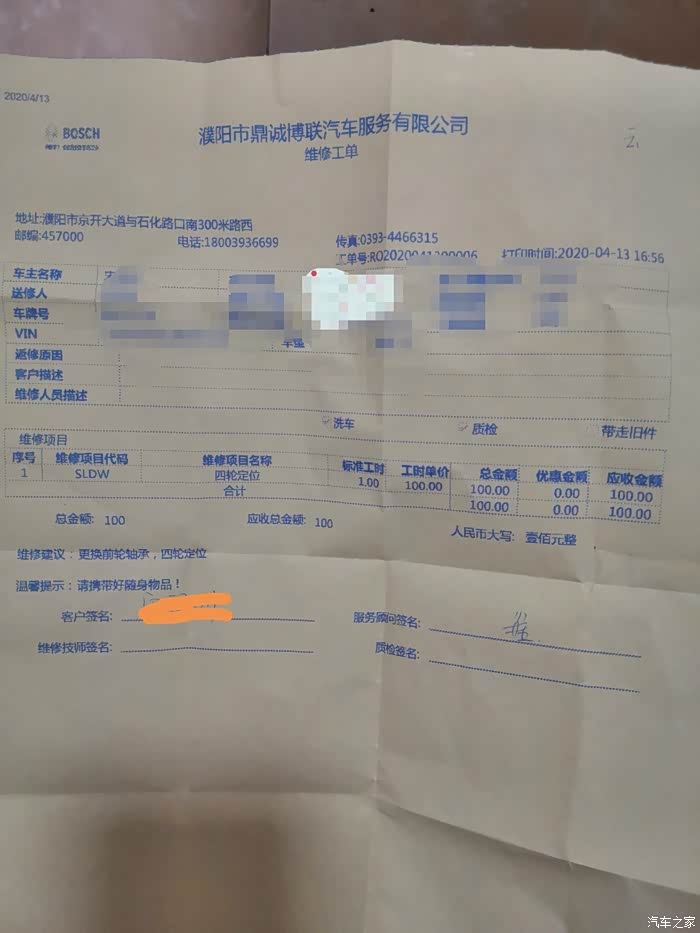 2020/4/13
BOSCH
濮阳市鼎诚博联汽车服务有限公司
维修工单
地址:濮阳市京开大道与石化路口南300米路西
邮编:457000 电话:18003936699 传真:0393-4466315
工单号: 打印时间:2020-04-13 16:56
车主名称
送修人
车牌号
VIN
返修原因
客户描述
维修人员描述
洗车 质检 带走旧件
维修项目
序号 维修项目代码 维修项目名称 标准工时 工时单价 总金额 优惠金额 应收金额
1 SLDW 四轮定位 1.00 100.00 100.00 0.00 100.00
合计 100.00 0.00 100.00
总金额: 100 应收总金额: 100 人民币大写: 壹佰元整
维修建议：更换前轮轴承，四轮定位
温馨提示：请携带好随身物品！
客户签名: 服务顾问签名:
维修技师签名: 质检签名:
汽车之家